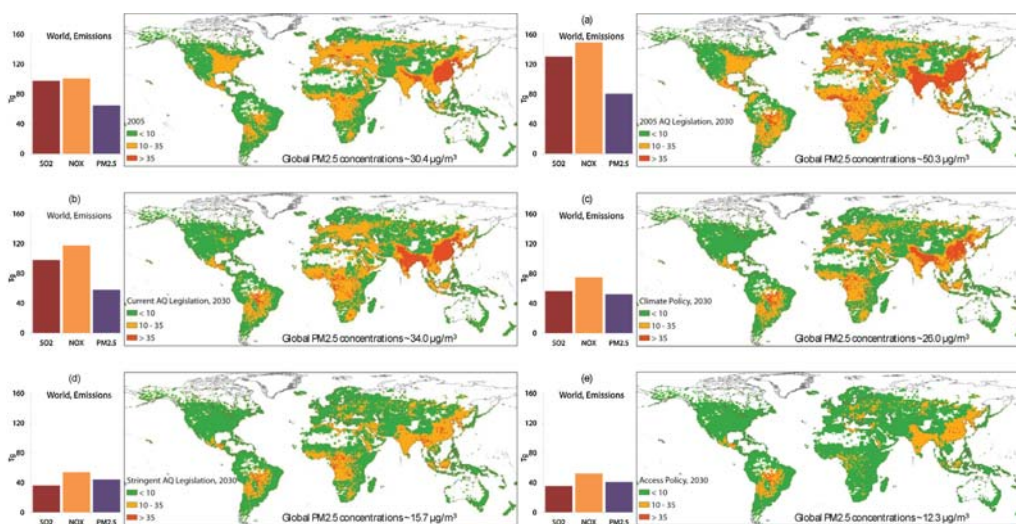 World, Emissions
160
120
80
40
0
Tg
SO2 NOX PM2.5
2005
< 10
10 - 35
> 35
Global PM2.5 concentrations ~30.4 µg/m³
(a)
World, Emissions
160
120
80
40
0
Tg
SO2 NOX PM2.5
2005 AQ Legislation, 2030
< 10
10 - 35
> 35
Global PM2.5 concentrations ~50.3 µg/m³
(b)
World, Emissions
160
120
80
40
0
Tg
SO2 NOX PM2.5
Current AQ Legislation, 2030
< 10
10 - 35
> 35
Global PM2.5 concentrations ~34.0 µg/m³
(c)
World, Emissions
160
120
80
40
0
Tg
SO2 NOX PM2.5
Climate Policy, 2030
< 10
10 - 35
> 35
Global PM2.5 concentrations ~26.0 µg/m³
(d)
World, Emissions
160
120
80
40
0
Tg
SO2 NOX PM2.5
Stringent AQ Legislation, 2030
< 10
10 - 35
> 35
Global PM2.5 concentrations ~15.7 µg/m³
(e)
World, Emissions
160
120
80
40
0
Tg
SO2 NOX PM2.5
Access Policy, 2030
< 10
10 - 35
> 35
Global PM2.5 concentrations ~12.3 µg/m³